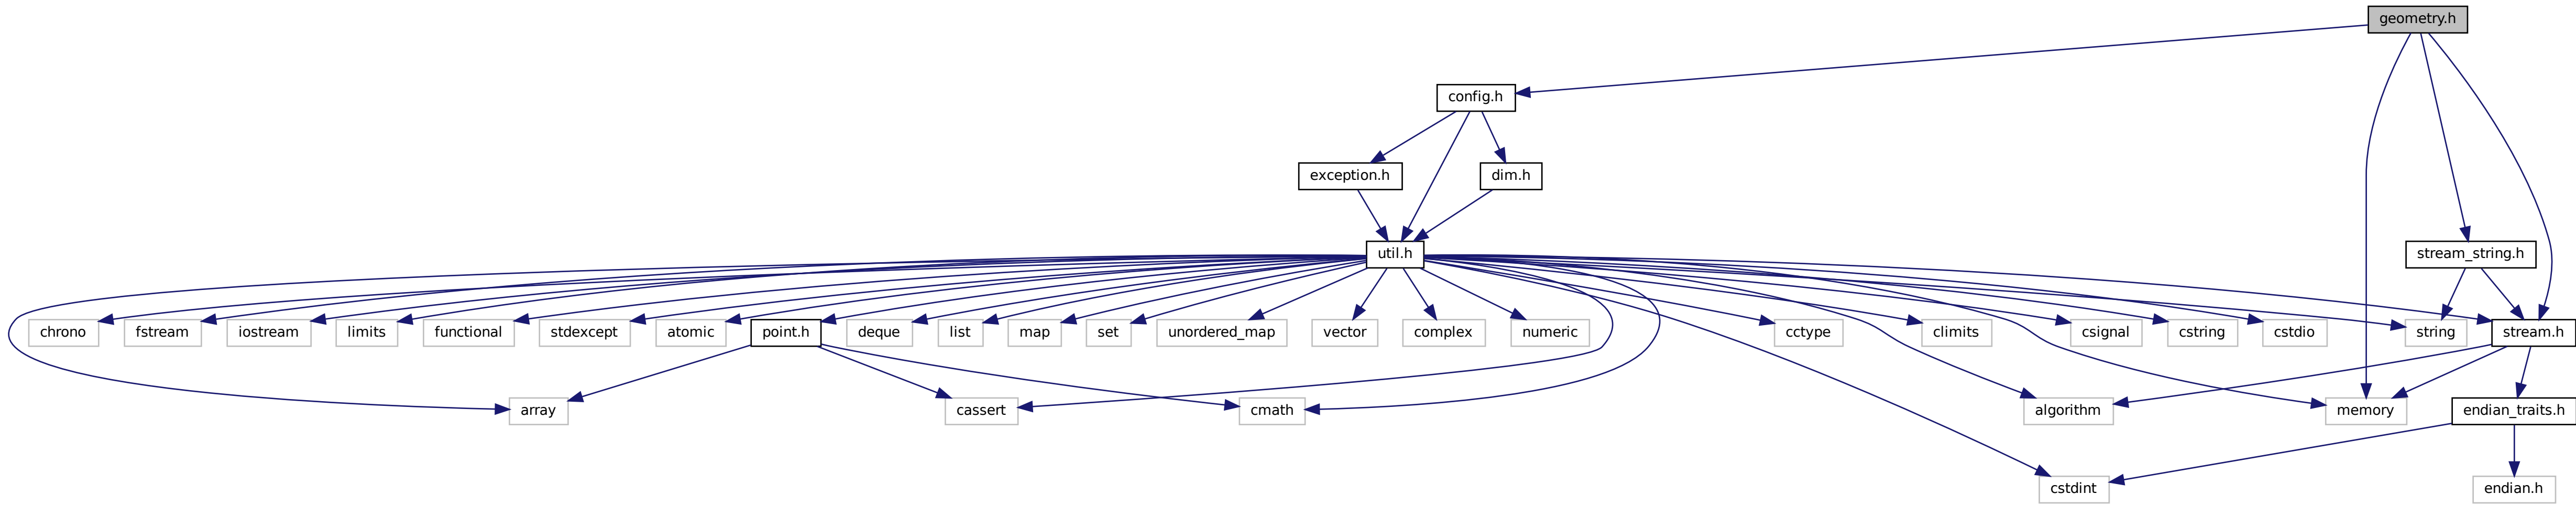 geometry.h
config.h
exception.h
dim.h
util.h
stream_string.h
chrono
fstream
iostream
limits
functional
stdexcept
atomic
point.h
deque
list
map
set
unordered_map
vector
complex
numeric
cctype
climits
csignal
cstring
cstdio
string
stream.h
array
cassert
cmath
algorithm
memory
endian_traits.h
cstdint
endian.h